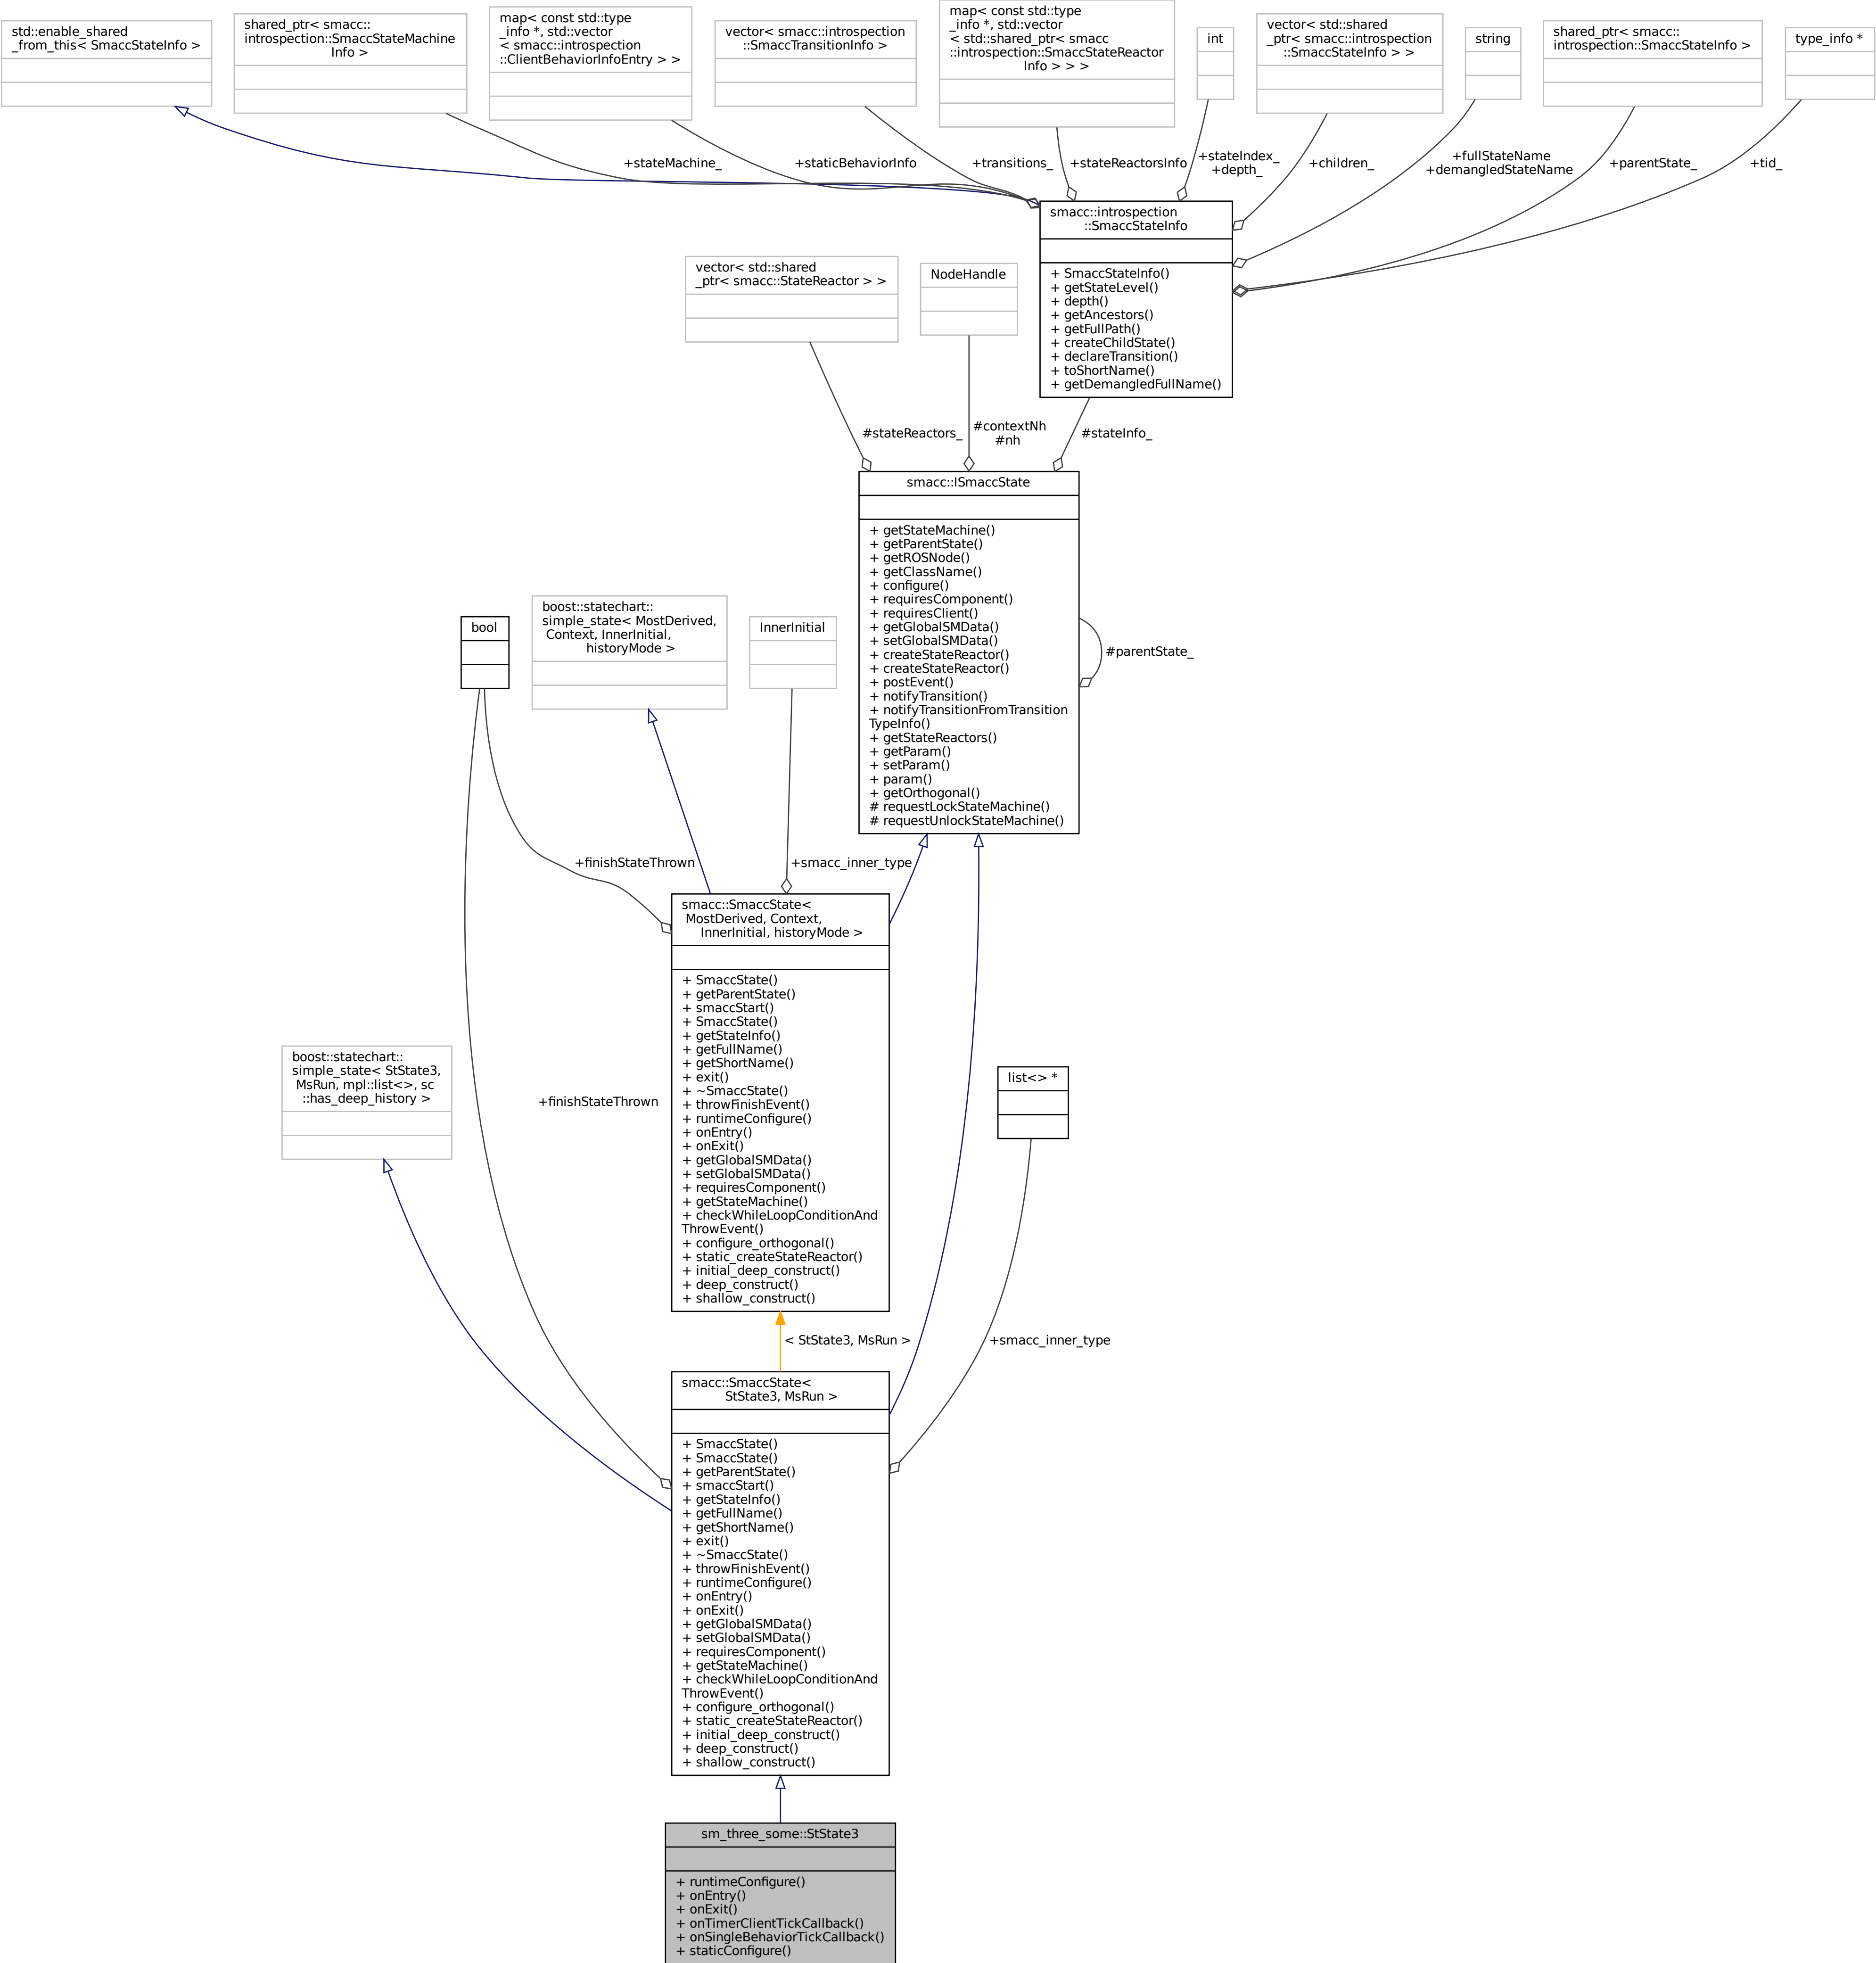 std::enable_shared
_from_this< SmaccStateInfo >
shared_ptr< smacc::
introspection::SmaccStateMachine
Info >
map< const std::type
_info *, std::vector
< smacc::introspection
::ClientBehaviorInfoEntry > >
vector< smacc::introspection
::SmaccTransitionInfo >
map< const std::type
_info *, std::vector
< std::shared_ptr< smacc
::introspection::SmaccStateReactor
Info > > >
int
vector< std::shared
_ptr< smacc::introspection
::SmaccStateInfo > >
string
shared_ptr< smacc::
introspection::SmaccStateInfo >
type_info *
+stateMachine_
+staticBehaviorInfo
+transitions_
+stateReactorsInfo
+stateIndex_
+depth_
+children_
+fullStateName
+demangledStateName
+parentState_
+tid_
smacc::introspection
::SmaccStateInfo
+ SmaccStateInfo()
+ getStateLevel()
+ depth()
+ getAncestors()
+ getFullPath()
+ createChildState()
+ declareTransition()
+ toShortName()
+ getDemangledFullName()
vector< std::shared
_ptr< smacc::StateReactor > >
NodeHandle
#stateReactors_
#contextNh
#nh
#stateInfo_
smacc::ISmaccState
+ getStateMachine()
+ getParentState()
+ getROSNode()
+ getClassName()
+ configure()
+ requiresComponent()
+ requiresClient()
+ getGlobalSMData()
+ setGlobalSMData()
+ createStateReactor()
+ createStateReactor()
+ postEvent()
+ notifyTransition()
+ notifyTransitionFromTransition
TypeInfo()
+ getStateReactors()
+ getParam()
+ setParam()
+ param()
+ getOrthogonal()
# requestLockStateMachine()
# requestUnlockStateMachine()
#parentState_
bool
boost::statechart::
simple_state< MostDerived,
Context, InnerInitial,
historyMode >
InnerInitial
+finishStateThrown
+smacc_inner_type
smacc::SmaccState<
MostDerived, Context,
InnerInitial, historyMode >
+ SmaccState()
+ getParentState()
+ smaccStart()
+ SmaccState()
+ getStateInfo()
+ getFullName()
+ getShortName()
+ exit()
+ ~SmaccState()
+ throwFinishEvent()
+ runtimeConfigure()
+ onEntry()
+ onExit()
+ getGlobalSMData()
+ setGlobalSMData()
+ requiresComponent()
+ getStateMachine()
+ checkWhileLoopConditionAnd
ThrowEvent()
+ configure_orthogonal()
+ static_createStateReactor()
+ initial_deep_construct()
+ deep_construct()
+ shallow_construct()
boost::statechart::
simple_state< StState3,
MsRun, mpl::list<>, sc
::has_deep_history >
+finishStateThrown
list<> *
< StState3, MsRun >
+smacc_inner_type
smacc::SmaccState<
StState3, MsRun >
+ SmaccState()
+ SmaccState()
+ getParentState()
+ smaccStart()
+ getStateInfo()
+ getFullName()
+ getShortName()
+ exit()
+ ~SmaccState()
+ throwFinishEvent()
+ runtimeConfigure()
+ onEntry()
+ onExit()
+ getGlobalSMData()
+ setGlobalSMData()
+ requiresComponent()
+ getStateMachine()
+ checkWhileLoopConditionAnd
ThrowEvent()
+ configure_orthogonal()
+ static_createStateReactor()
+ initial_deep_construct()
+ deep_construct()
+ shallow_construct()
sm_three_some::StState3
+ runtimeConfigure()
+ onEntry()
+ onExit()
+ onTimerClientTickCallback()
+ onSingleBehaviorTickCallback()
+ staticConfigure()